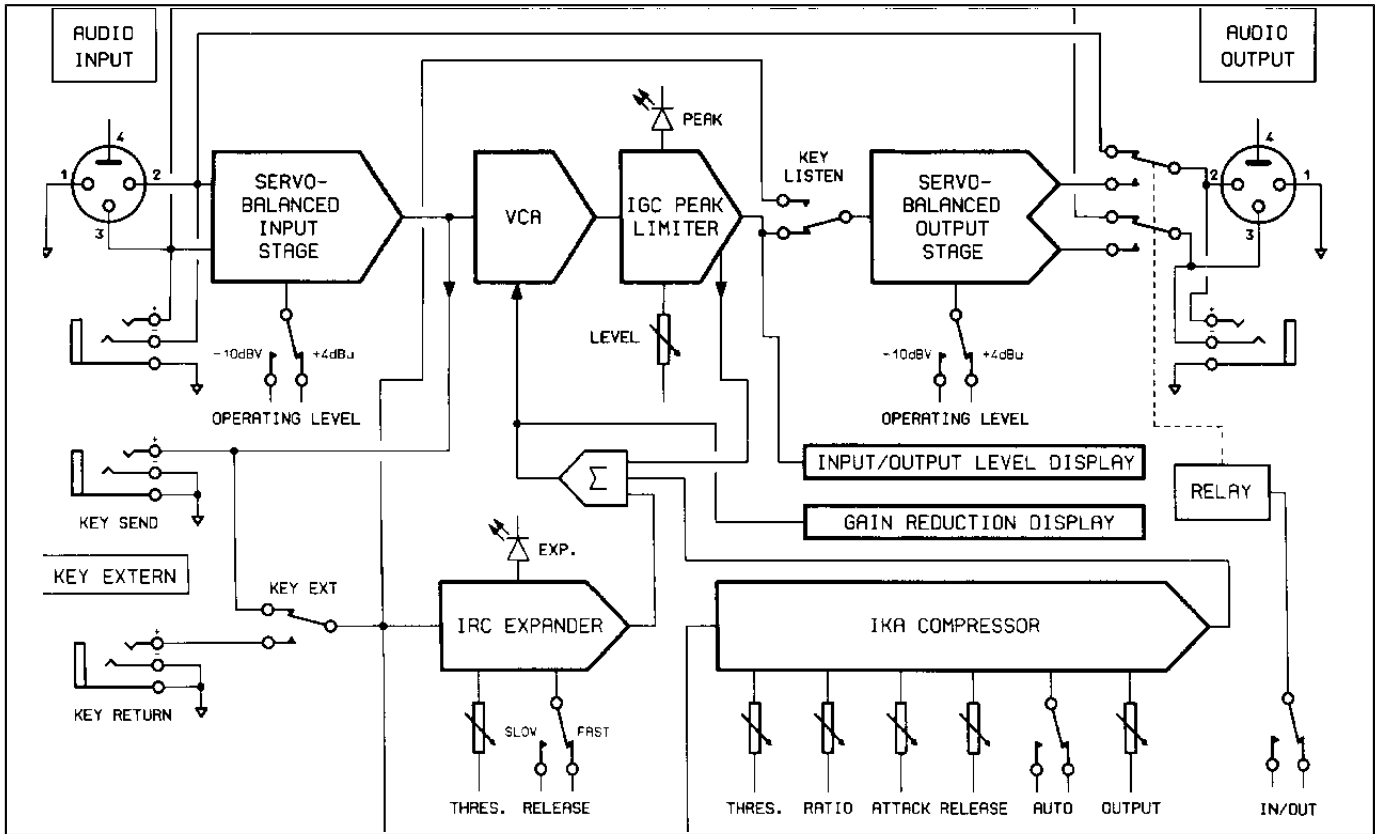 AUDIO
INPUT
AUDIO
OUTPUT
4
1
2
3
SERVO-
BALANCED
INPUT
STAGE
VCA
PEAK
IGC PEAK
LIMITER
KEY
LISTEN
SERVO-
BALANCED
OUTPUT
STAGE
4
2
1
3
+
-
-10dBV
+4dBu
OPERATING LEVEL
LEVEL
-10dBV
+4dBu
OPERATING LEVEL
+
-
+
-
KEY SEND
Σ
INPUT/OUTPUT LEVEL DISPLAY
GAIN REDUCTION DISPLAY
RELAY
KEY EXTERN
KEY EXT
EXP.
IRC EXPANDER
IKA COMPRESSOR
+
-
KEY RETURN
SLOW
FAST
THRES.
RELEASE
THRES.
RATIO
ATTACK
RELEASE
AUTO
OUTPUT
IN/OUT